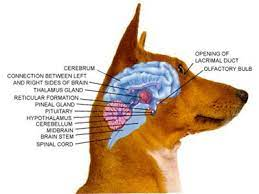 CEREBRUM
CONNECTION BETWEEN LEFT
AND RIGHT SIDES OF BRAIN
THALAMUS GLAND
RETICULAR FORMATION
PINEAL GLAND
PITUITARY
HYPOTHALAMUS
CEREBELLUM
MIDBRAIN
BRAIN STEM
SPINAL CORD
OPENING OF
LACRIMAL DUCT
OLFACTORY BULB